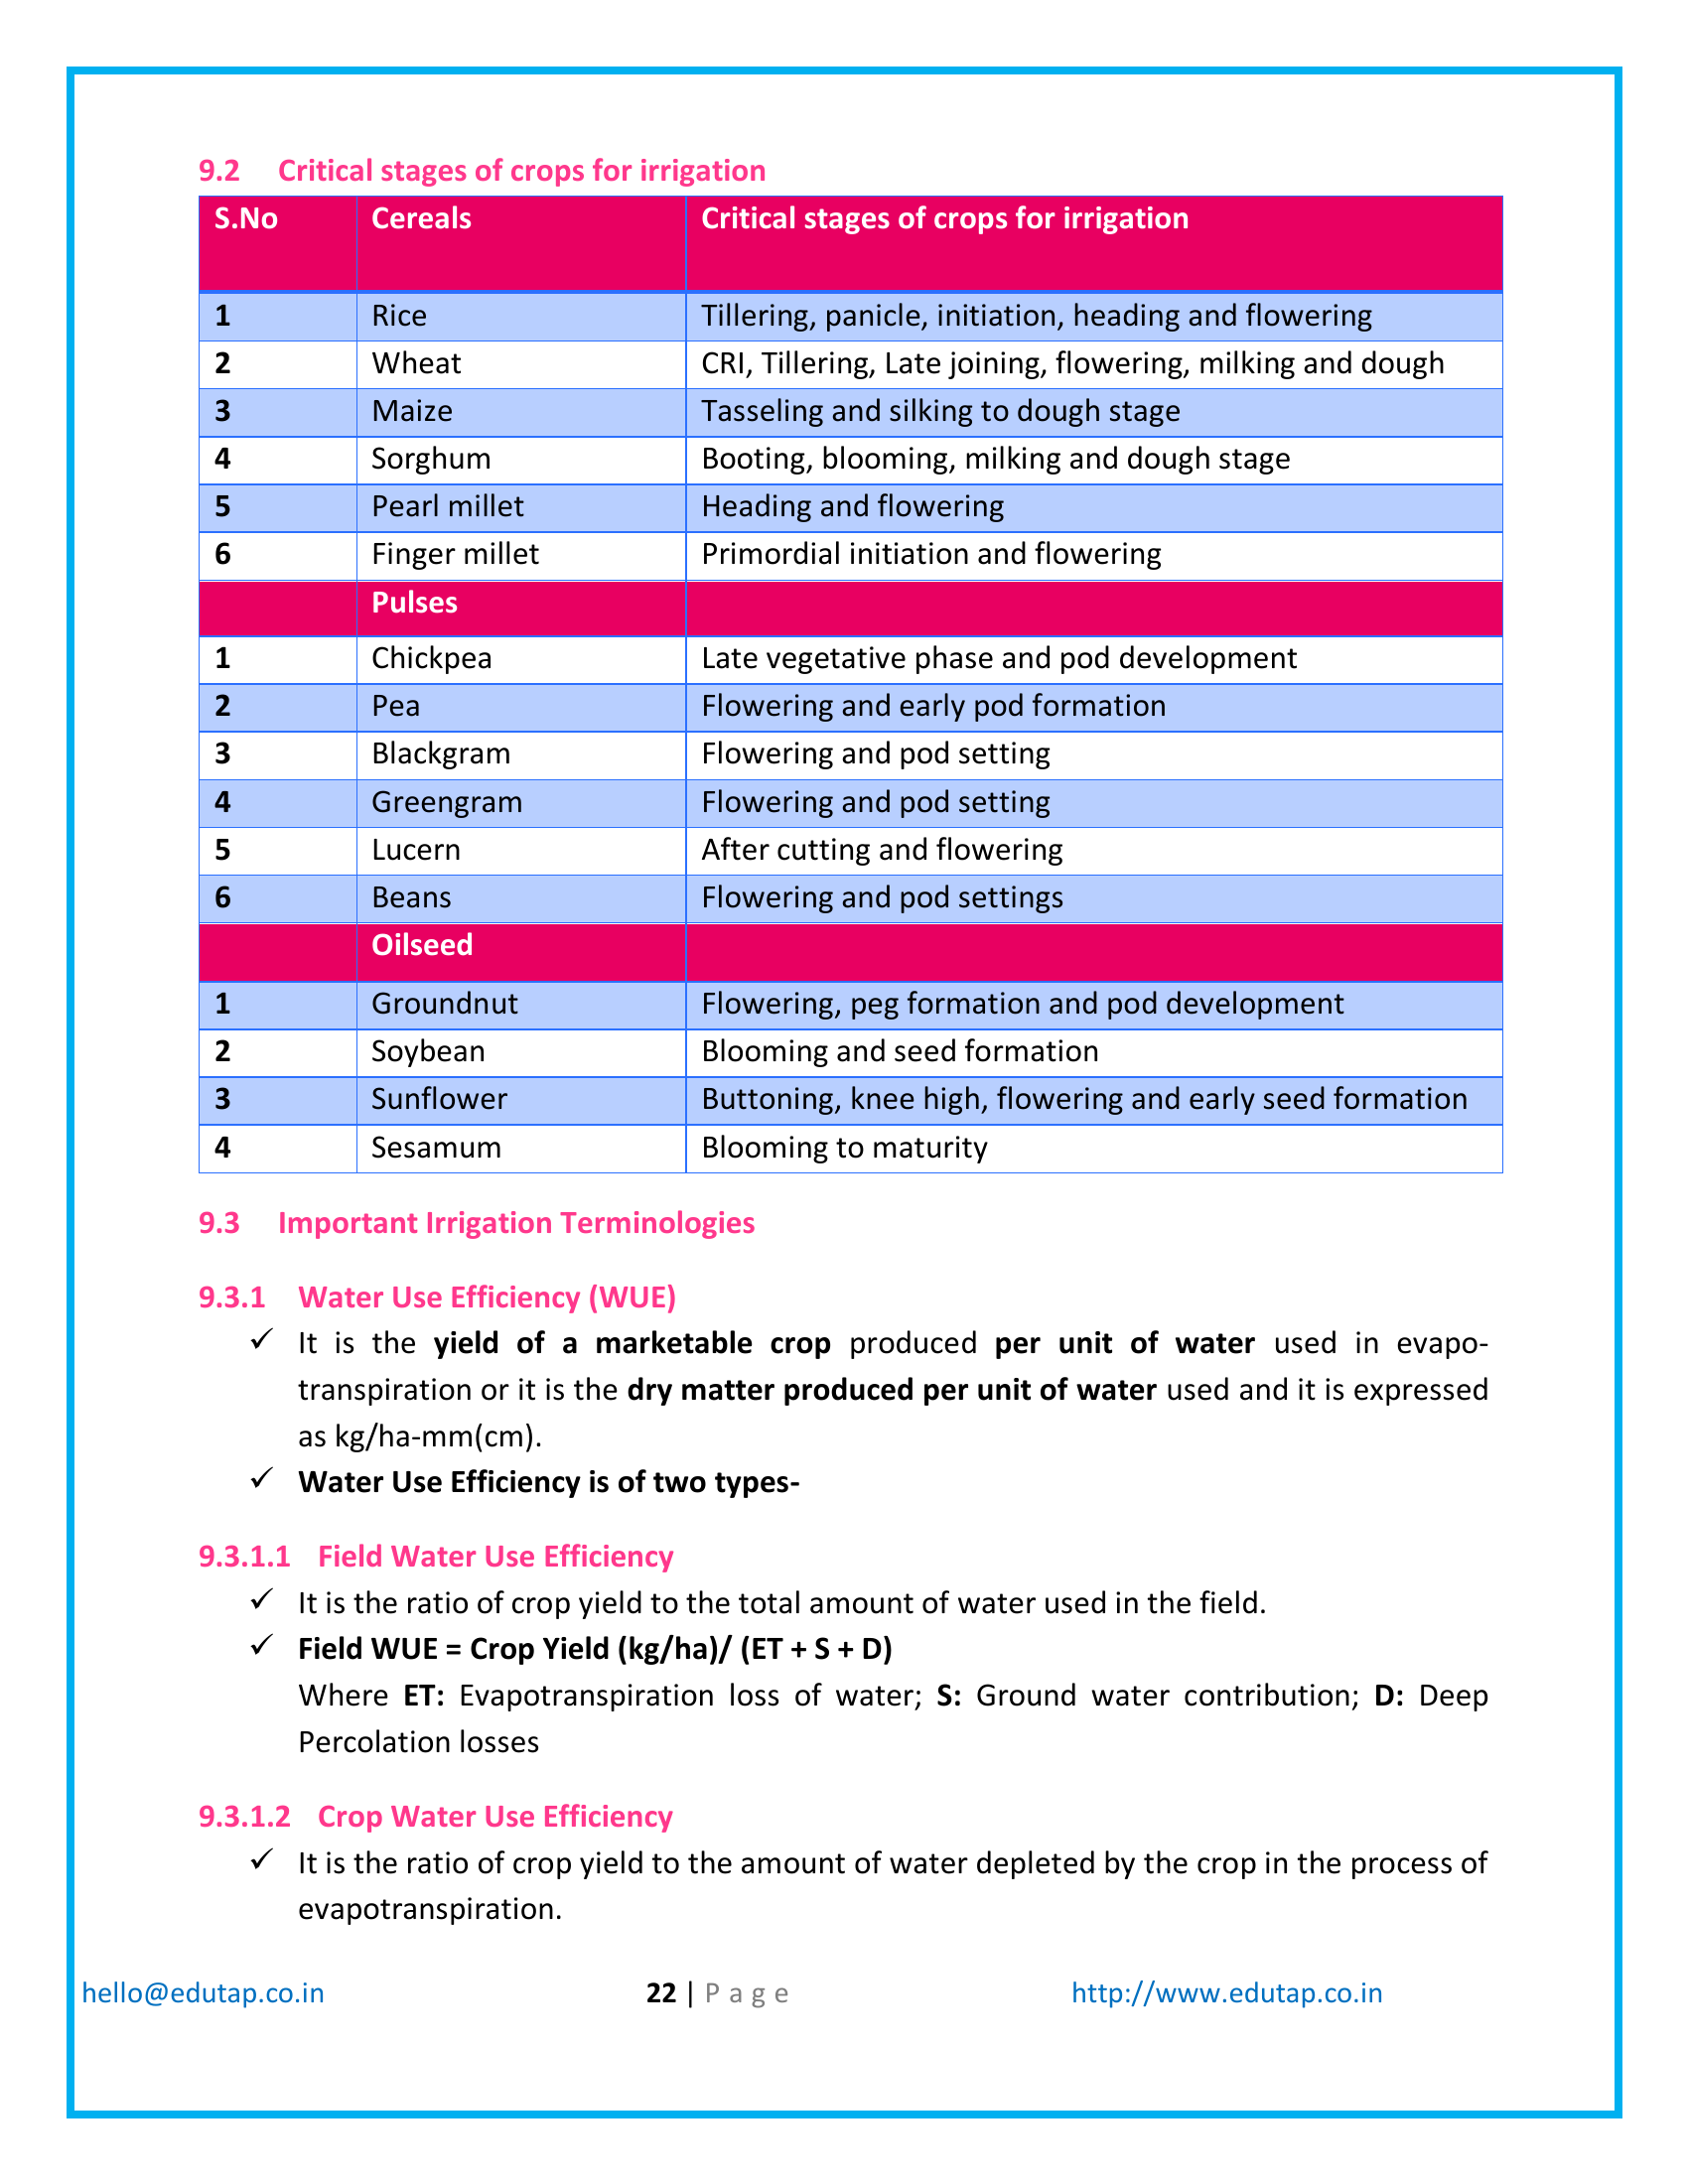 9.2 Critical stages of crops for irrigation
S.No Cereals Critical stages of crops for irrigation
1 Rice Tillering, panicle, initiation, heading and flowering
2 Wheat CRI, Tillering, Late joining, flowering, milking and dough
3 Maize Tasseling and silking to dough stage
4 Sorghum Booting, blooming, milking and dough stage
5 Pearl millet Heading and flowering
6 Finger millet Primordial initiation and flowering
Pulses
1 Chickpea Late vegetative phase and pod development
2 Pea Flowering and early pod formation
3 Blackgram Flowering and pod setting
4 Greengram Flowering and pod setting
5 Lucern After cutting and flowering
6 Beans Flowering and pod settings
Oilseed
1 Groundnut Flowering, peg formation and pod development
2 Soybean Blooming and seed formation
3 Sunflower Buttoning, knee high, flowering and early seed formation
4 Sesamum Blooming to maturity
9.3 Important Irrigation Terminologies
9.3.1 Water Use Efficiency (WUE)
✓ It is the yield of a marketable crop produced per unit of water used in evapo-
transpiration or it is the dry matter produced per unit of water used and it is expressed
as kg/ha-mm(cm).
✓ Water Use Efficiency is of two types-
9.3.1.1 Field Water Use Efficiency
✓ It is the ratio of crop yield to the total amount of water used in the field.
✓ Field WUE = Crop Yield (kg/ha)/ (ET + S + D)
Where ET: Evapotranspiration loss of water; S: Ground water contribution; D: Deep
Percolation losses
9.3.1.2 Crop Water Use Efficiency
✓ It is the ratio of crop yield to the amount of water depleted by the crop in the process of
evapotranspiration.
hello@edutap.co.in 22 | Page http://www.edutap.co.in